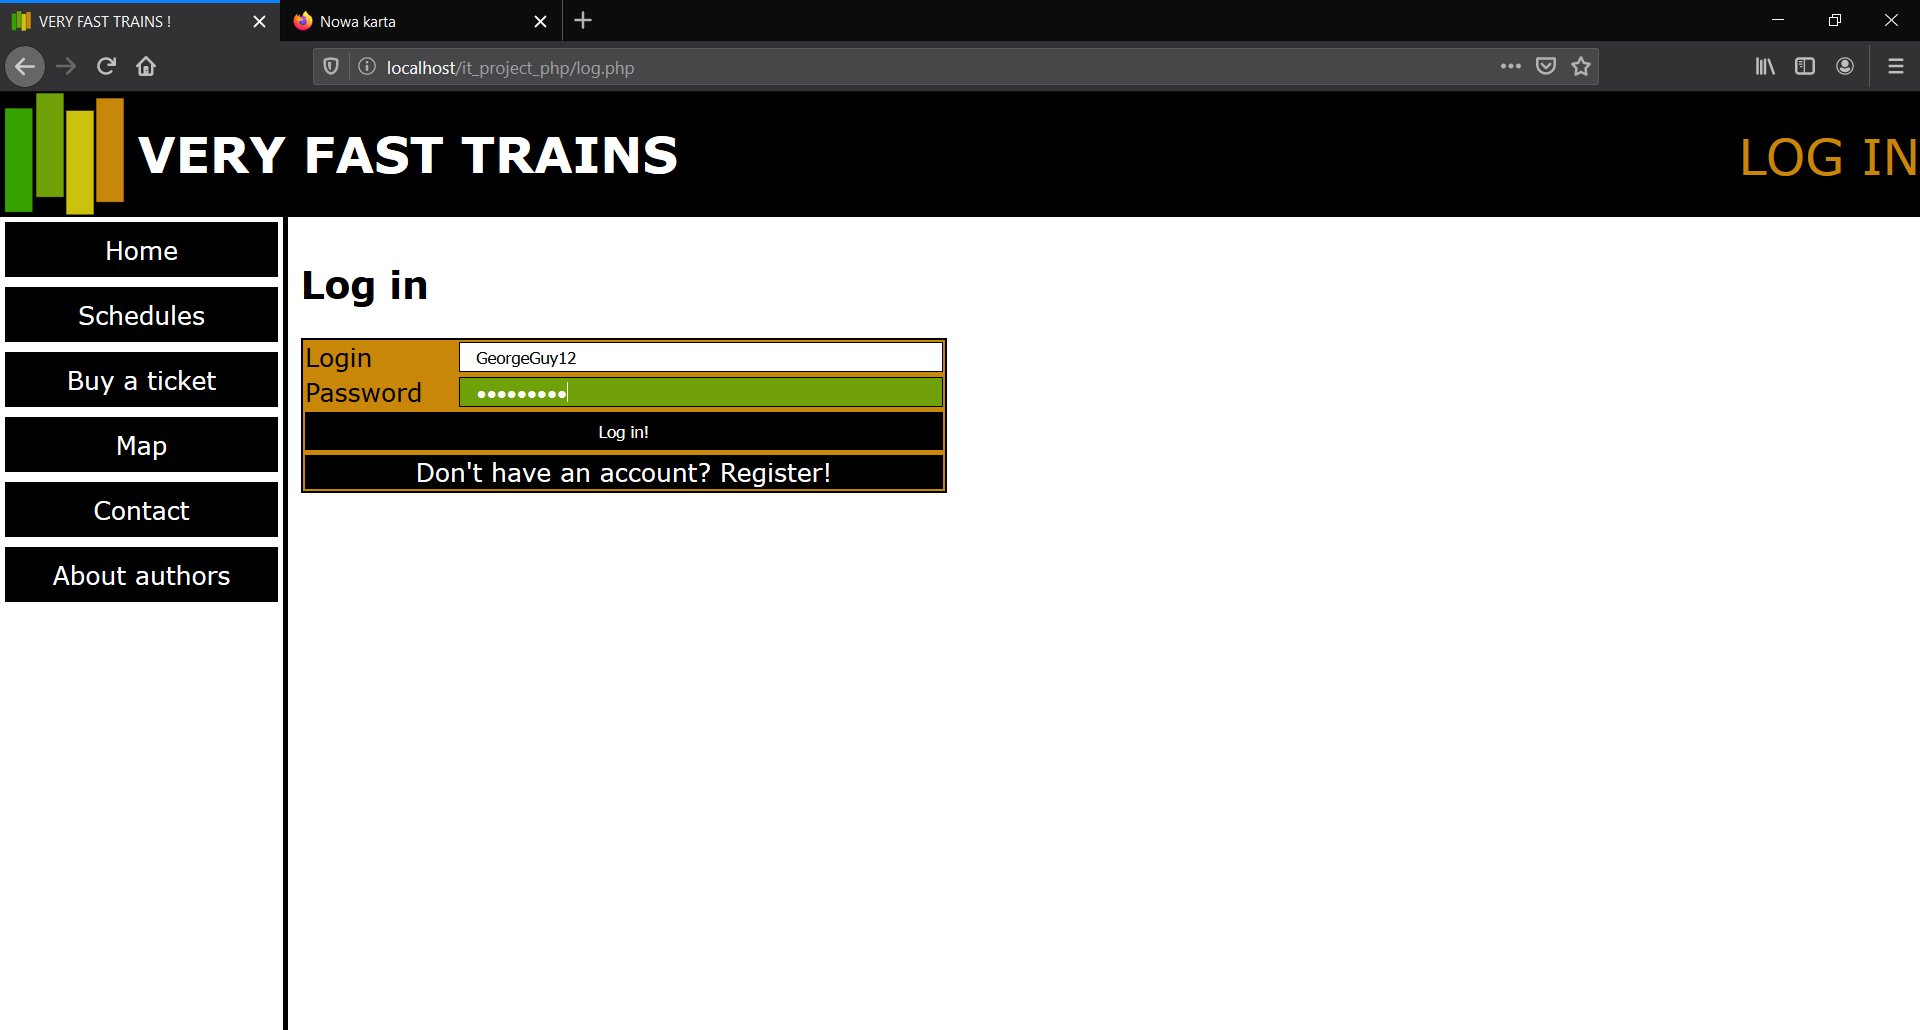 VERY FAST TRAINS !
Nowa karta
localhost/it_project_php/log.php
VERY FAST TRAINS
LOG IN
Home
Schedules
Buy a ticket
Map
Contact
About authors
Log in
Login GeorgeGuy12
Password •••••••••
Log in!
Don't have an account? Register!